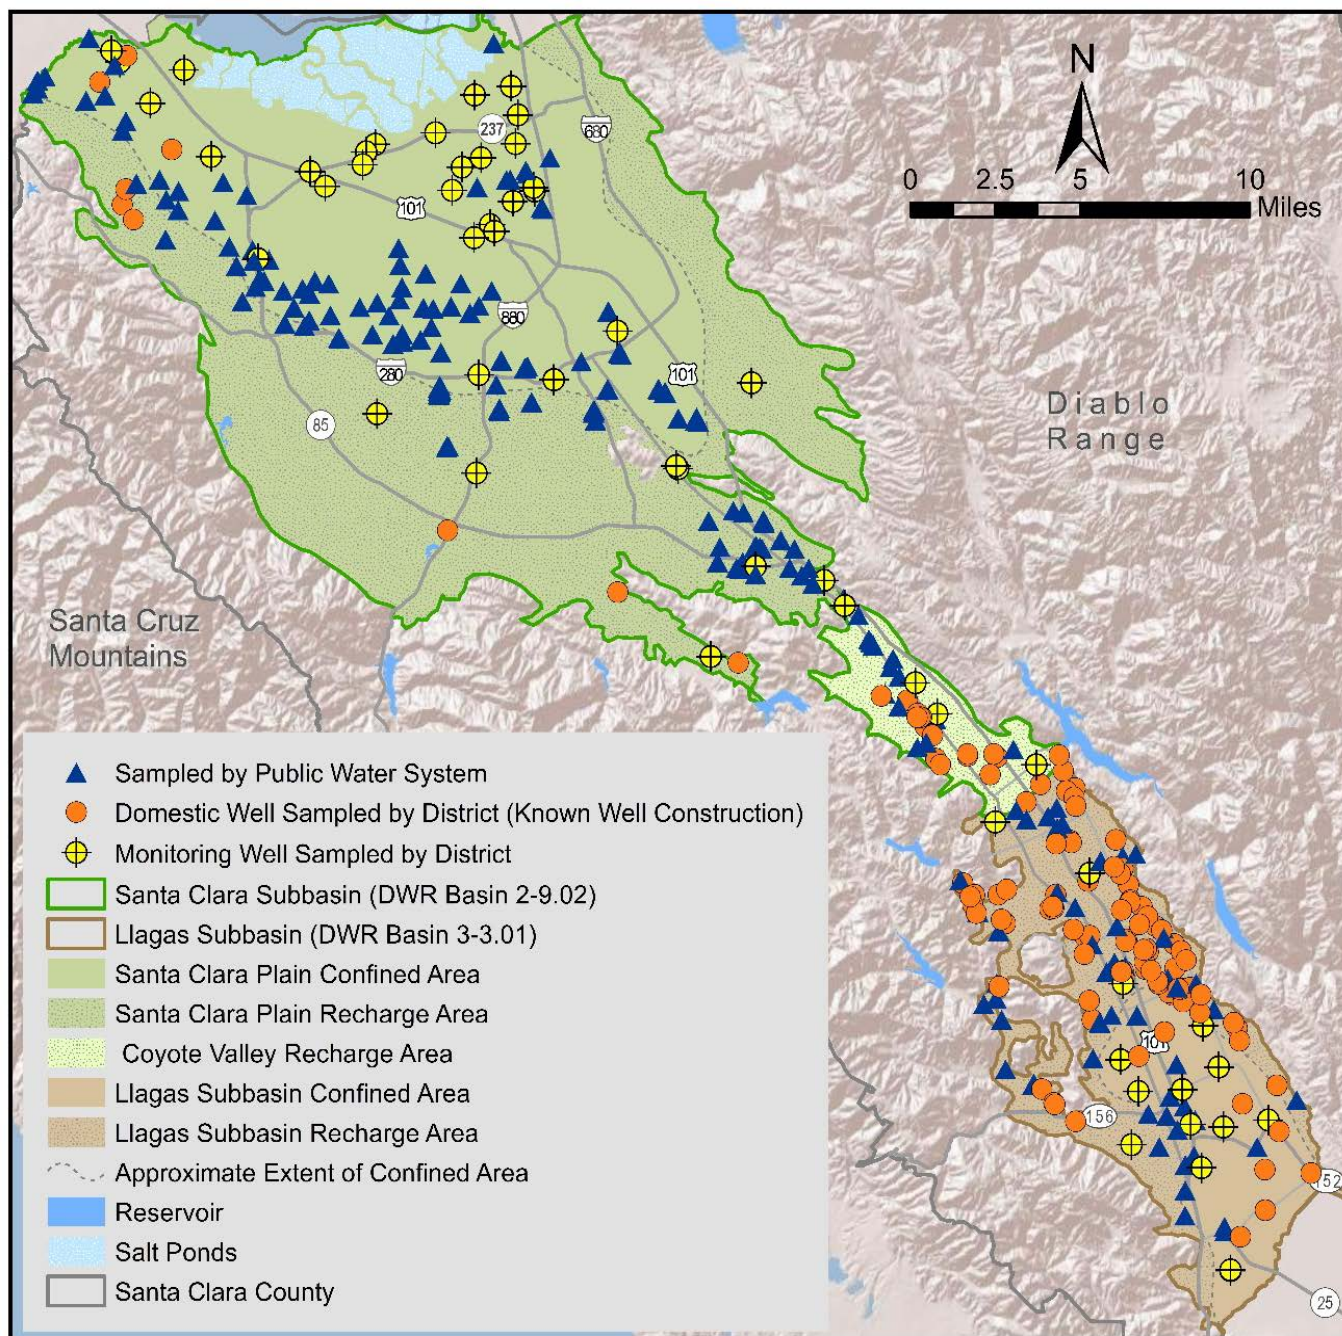 N
237
680
0 2.5 5 10
Miles
101
880
280
101
85
Diablo
Range
Santa Cruz
Mountains
Sampled by Public Water System
Domestic Well Sampled by District (Known Well Construction)
Monitoring Well Sampled by District
Santa Clara Subbasin (DWR Basin 2-9.02)
Llagas Subbasin (DWR Basin 3-3.01)
Santa Clara Plain Confined Area
Santa Clara Plain Recharge Area
Coyote Valley Recharge Area
Llagas Subbasin Confined Area
Llagas Subbasin Recharge Area
Approximate Extent of Confined Area
Reservoir
Salt Ponds
Santa Clara County
101
156
152
25